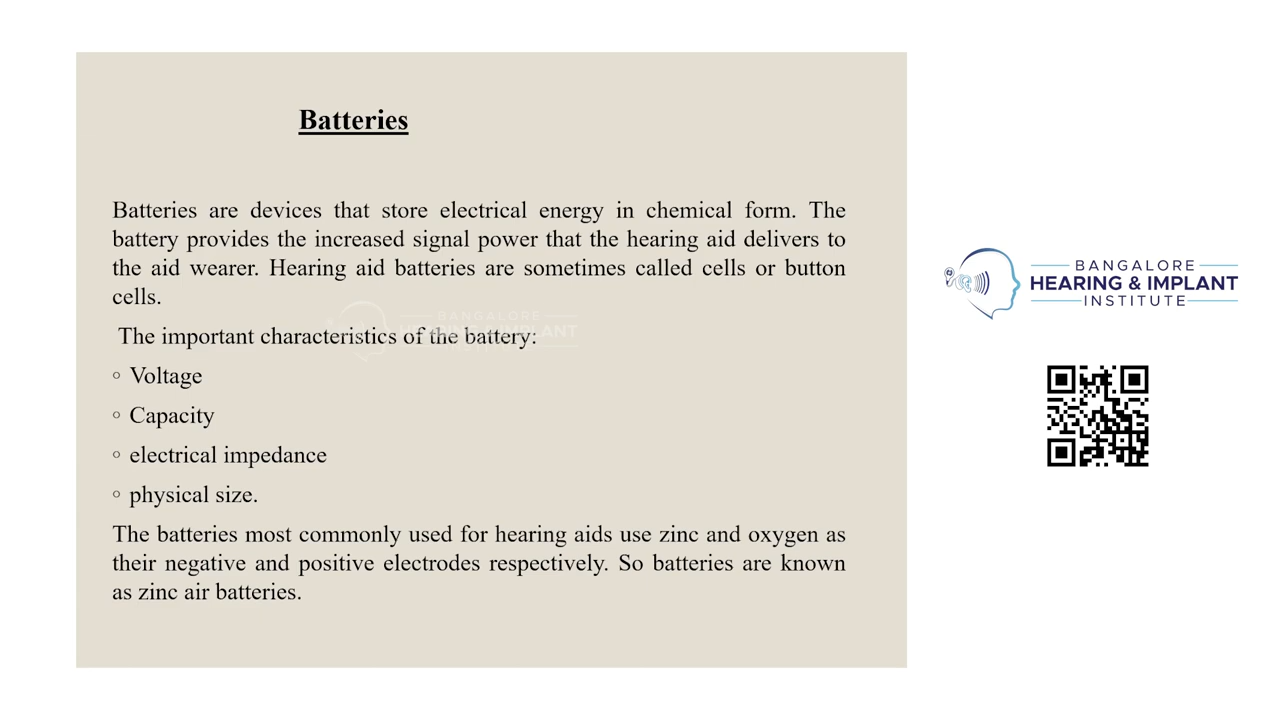 Batteries
Batteries are devices that store electrical energy in chemical form. The
battery provides the increased signal power that the hearing aid delivers to
the aid wearer. Hearing aid batteries are sometimes called cells or button
cells.
The important characteristics of the battery:
◦ Voltage
◦ Capacity
◦ electrical impedance
◦ physical size.
The batteries most commonly used for hearing aids use zinc and oxygen as
their negative and positive electrodes respectively. So batteries are known
as zinc air batteries.
BANGALORE
HEARING & IMPLANT
INSTITUTE
BANGALORE
HEARING & IMPLANT
INSTITUTE